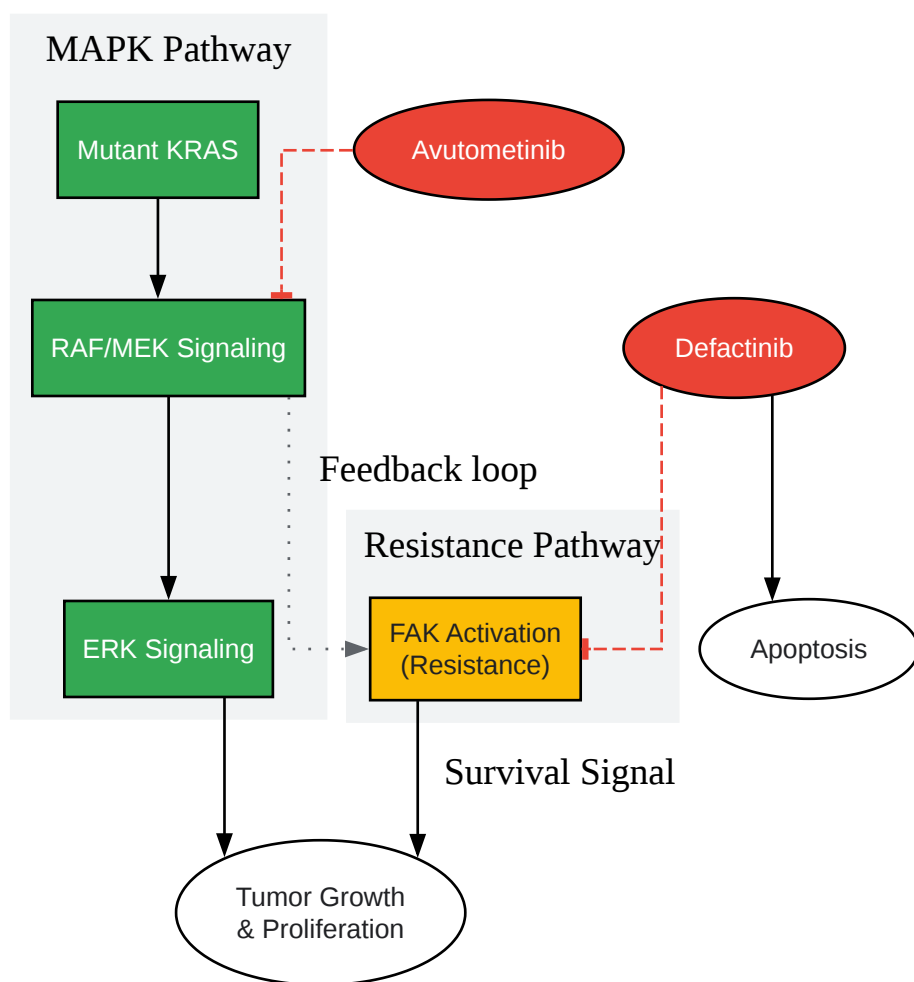 MAPK Pathway
Mutant KRAS
Avutometinib
RAF/MEK Signaling
Defactinib
Feedback loop
Resistance Pathway
ERK Signaling
FAK Activation
(Resistance)
Apoptosis
Survival Signal
Tumor Growth
& Proliferation